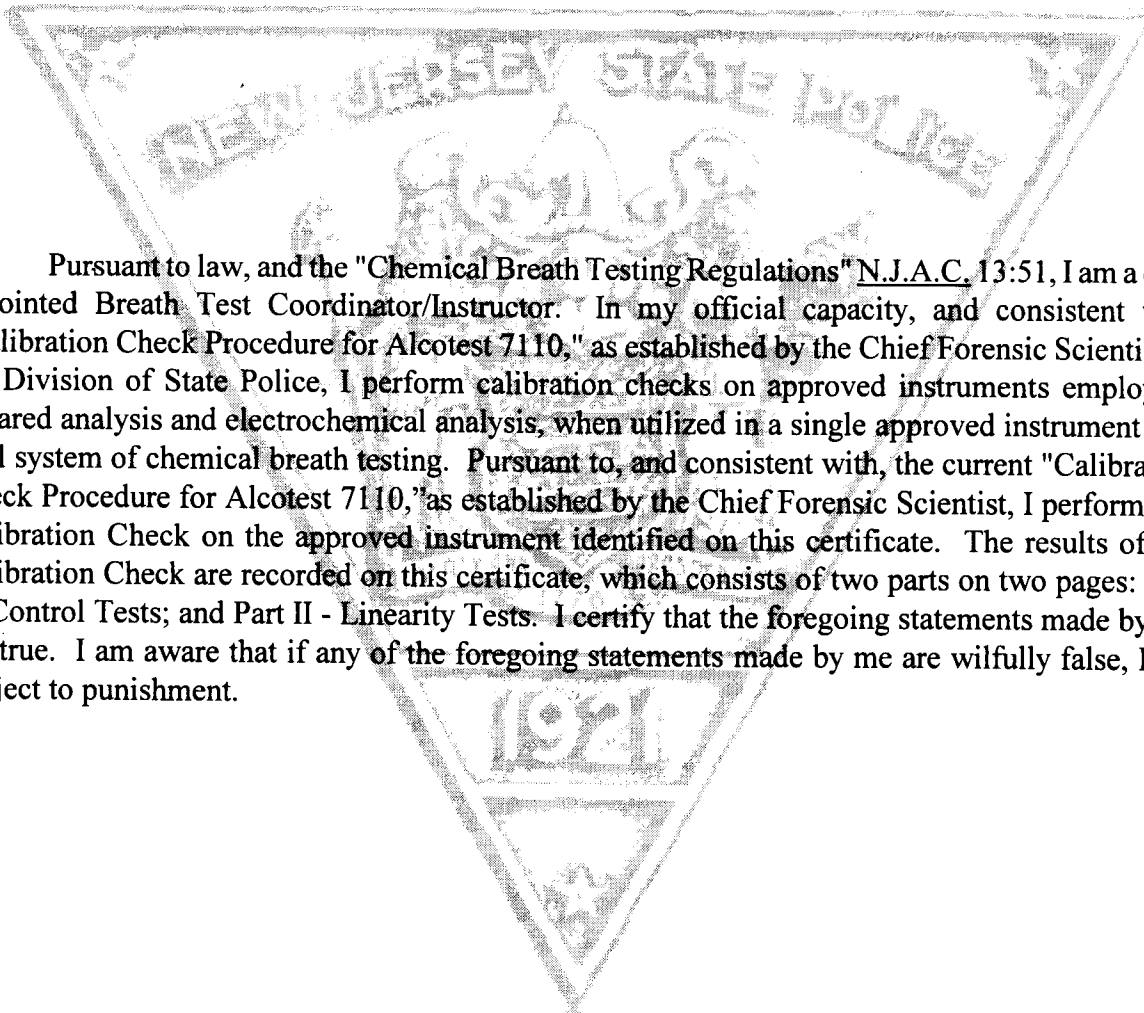 NEW JERSEY STATE POLICE
Pursuant to law, and the "Chemical Breath Testing Regulations" N.J.A.C. 13:51, I am a
ointed Breath Test Coordinator/Instructor. In my official capacity, and consistent
libration Check Procedure for Alcotest 7110," as established by the Chief Forensic Scienti
Division of State Police, I perform calibration checks on approved instruments employ
ared analysis and electrochemical analysis, when utilized in a single approved instrument
l system of chemical breath testing. Pursuant to, and consistent with, the current "Calibra
ck Procedure for Alcotest 7110," as established by the Chief Forensic Scientist, I perform
ibration Check on the approved instrument identified on this certificate. The results of
ibration Check are recorded on this certificate, which consists of two parts on two pages:
Control Tests; and Part II - Linearity Tests. I certify that the foregoing statements made by
true. I am aware that if any of the foregoing statements made by me are wilfully false, I
ject to punishment.
1921